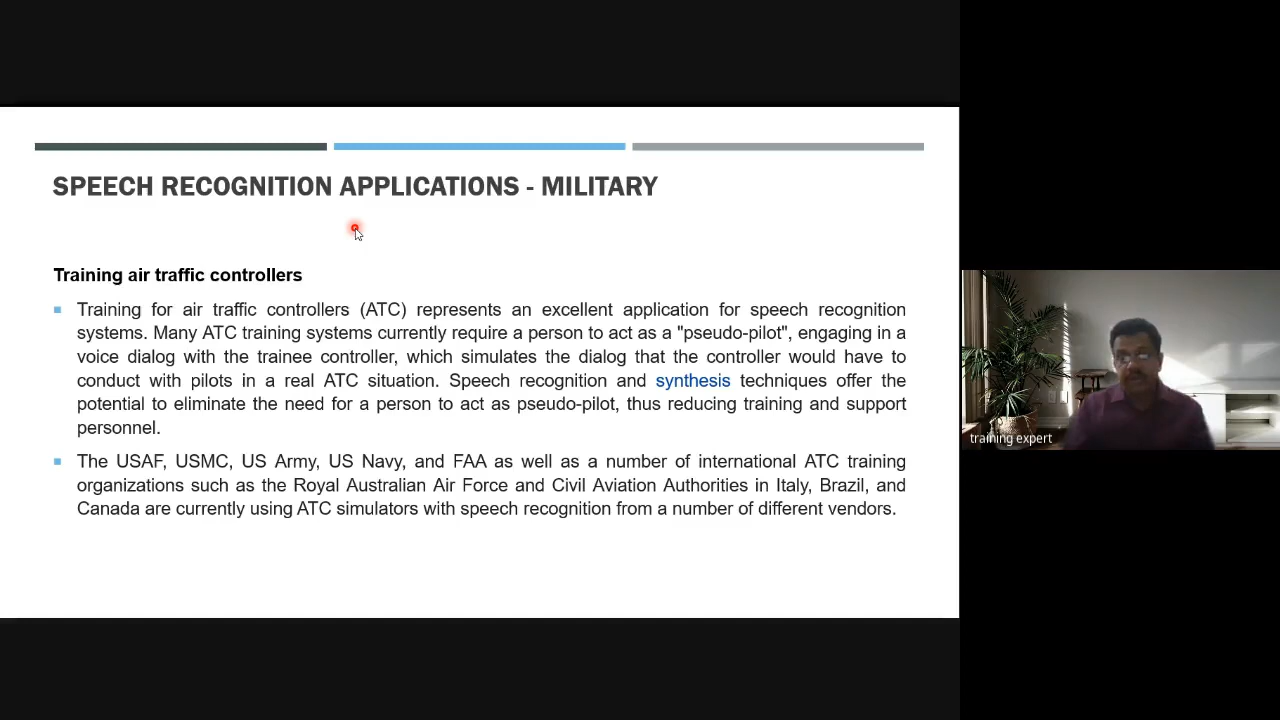 SPEECH RECOGNITION APPLICATIONS - MILITARY
Training air traffic controllers
Training for air traffic controllers (ATC) represents an excellent application for speech recognition
systems. Many ATC training systems currently require a person to act as a "pseudo-pilot", engaging in a
voice dialog with the trainee controller, which simulates the dialog that the controller would have to
conduct with pilots in a real ATC situation. Speech recognition and synthesis techniques offer the
potential to eliminate the need for a person to act as pseudo-pilot, thus reducing training and support
personnel.
The USAF, USMC, US Army, US Navy, and FAA as well as a number of international ATC training
organizations such as the Royal Australian Air Force and Civil Aviation Authorities in Italy, Brazil, and
Canada are currently using ATC simulators with speech recognition from a number of different vendors.
training expert